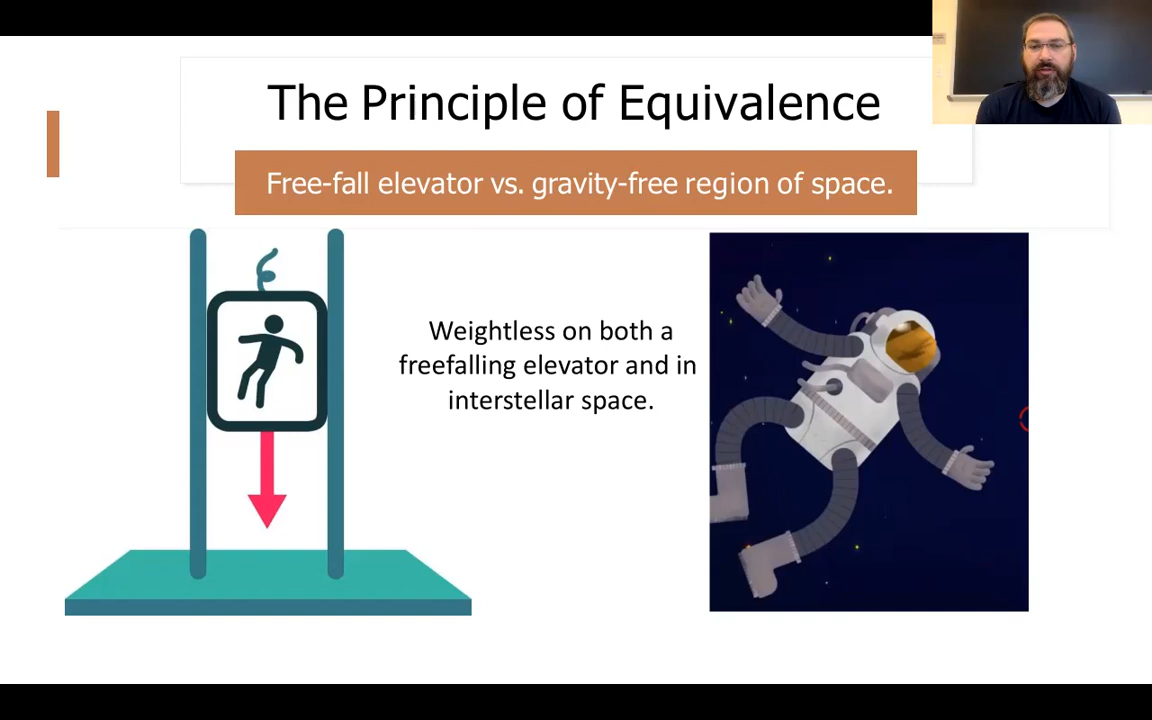 The Principle of Equivalence
Free-fall elevator vs. gravity-free region of space.
Weightless on both a
freefalling elevator and in
interstellar space.